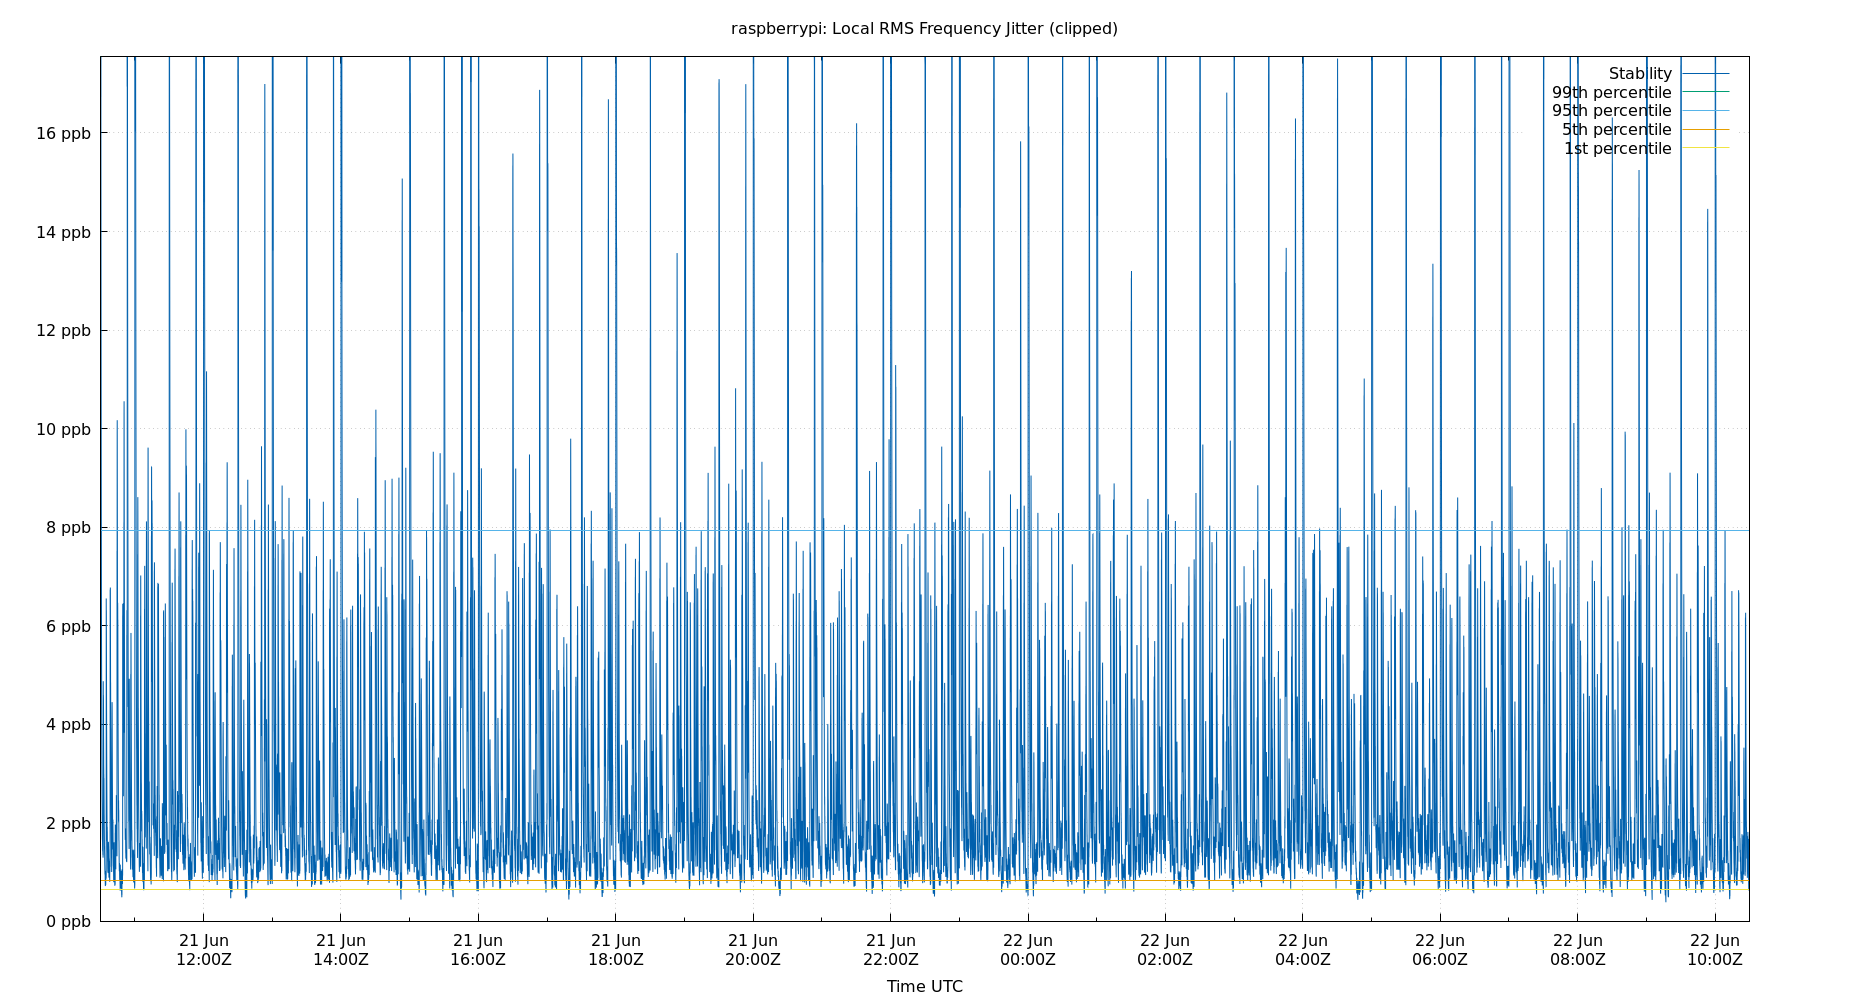 raspberrypi: Local RMS Frequency Jitter (clipped)
Stability
99th percentile
95th percentile
5th percentile
1st percentile
16 ppb
14 ppb
12 ppb
10 ppb
8 ppb
6 ppb
4 ppb
2 ppb
0 ppb
21 Jun 21 Jun 21 Jun 21 Jun 21 Jun 21 Jun 22 Jun 22 Jun 22 Jun 22 Jun 22 Jun 22 Jun
12:00Z 14:00Z 16:00Z 18:00Z 20:00Z 22:00Z 00:00Z 02:00Z 04:00Z 06:00Z 08:00Z 10:00Z
Time UTC